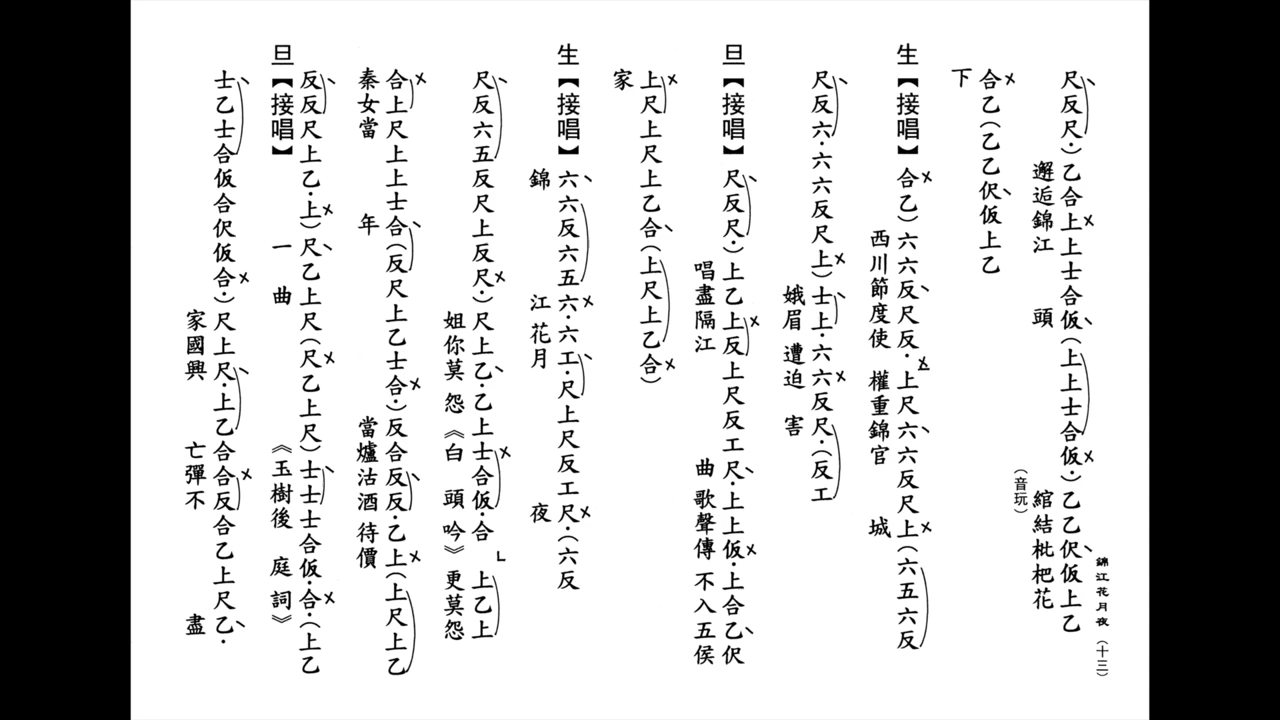 錦江花月夜（十三）
尺反尺．）乙合上上士合仮（上上士合仮．）乙乙伬仮上乙
邂逅錦江 頭 綰結枇杷花
（音玩）
合乙（乙乙伬仮上乙
下
生【接唱】合乙）六六反尺反．上尺六六反尺上（六五六反
西川節度使 權重錦官 城
尺反六．六六反尺上）士上．六六反尺．（反工
娥眉遭迫 害
旦【接唱】尺反尺．）上乙上反上尺反工尺．上上仮．上合乙伬
唱盡隔江 曲歌聲傳不入五侯
上尺上尺上乙合（上尺上乙合）
家
生【接唱】六六反六五六．六工．尺上尺反工尺．（六反
錦 江花月 夜
尺反六五反尺上反尺．）尺上乙．乙上士合仮．合 上乙上
姐你莫怨《白頭吟》更莫怨
合上尺上上士合（反尺上乙士合．）反合反反．乙上（上尺上乙
秦女當 年 當爐沽酒待價
旦【接唱】反反尺上乙．上）尺乙上尺（尺乙上尺）士士士合仮．合．（上乙
一曲 《玉樹後庭詞》
士乙士合仮合伬仮合．）尺上尺．上乙合合反合乙上尺乙．
家國興 亡彈不 盡